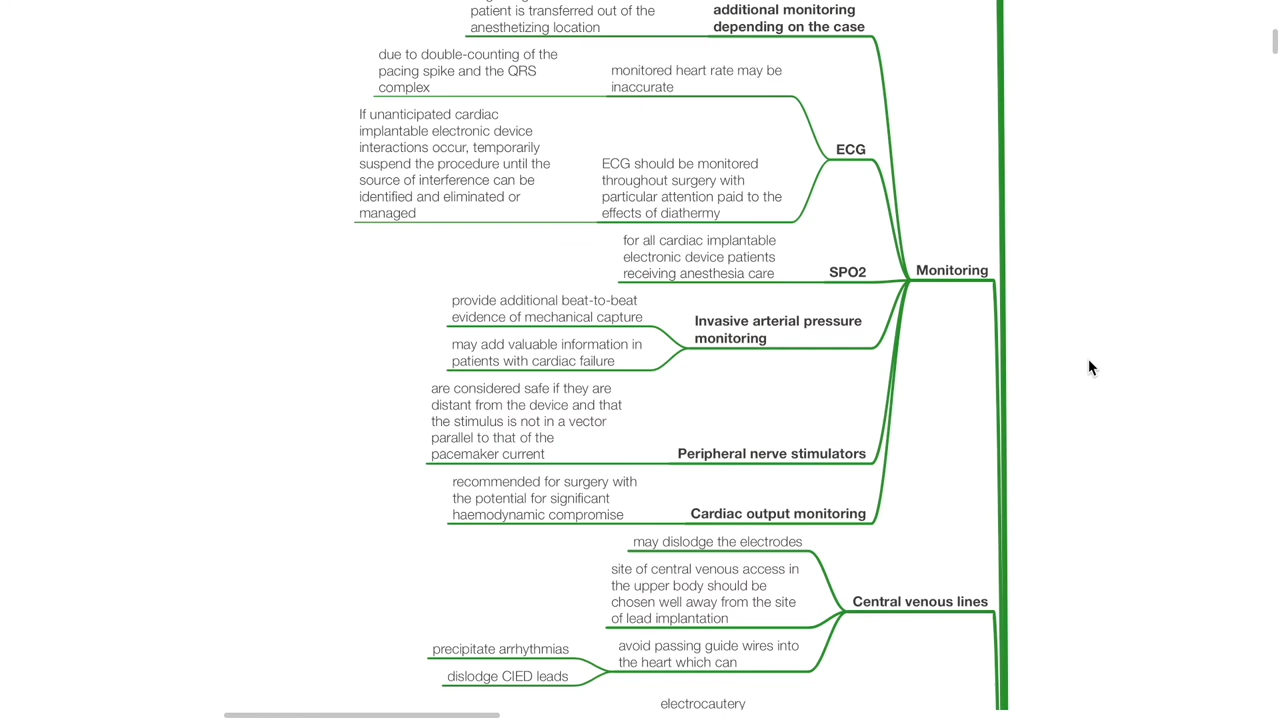 patient is transferred out of the
anesthetizing location
additional monitoring
depending on the case
due to double-counting of the
pacing spike and the QRS
complex
monitored heart rate may be
inaccurate
If unanticipated cardiac
implantable electronic device
interactions occur, temporarily
suspend the procedure until the
source of interference can be
identified and eliminated or
managed
ECG should be monitored
throughout surgery with
particular attention paid to the
effects of diathermy
ECG
for all cardiac implantable
electronic device patients
receiving anesthesia care
SPO2
Monitoring
provide additional beat-to-beat
evidence of mechanical capture
may add valuable information in
patients with cardiac failure
Invasive arterial pressure
monitoring
are considered safe if they are
distant from the device and that
the stimulus is not in a vector
parallel to that of the
pacemaker current
Peripheral nerve stimulators
recommended for surgery with
the potential for significant
haemodynamic compromise
Cardiac output monitoring
may dislodge the electrodes
site of central venous access in
the upper body should be
chosen well away from the site
of lead implantation
Central venous lines
precipitate arrhythmias
dislodge CIED leads
avoid passing guide wires into
the heart which can
electrocautery